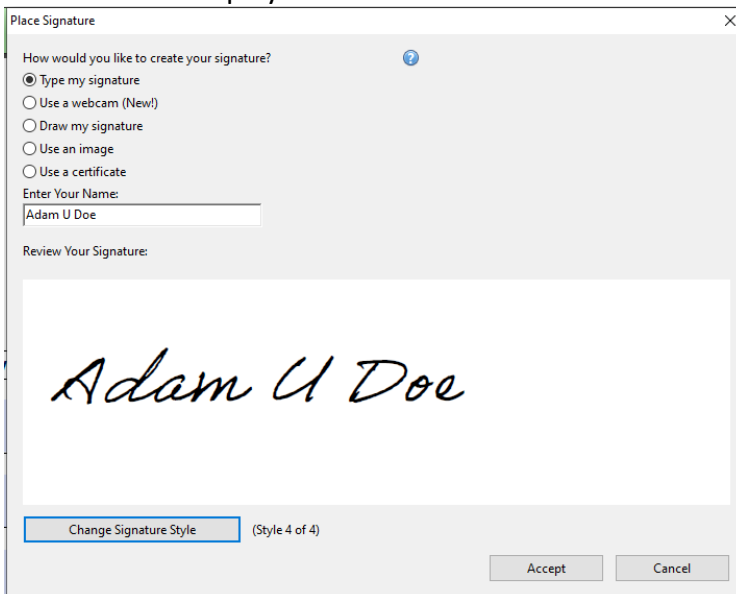 Place Signature
How would you like to create your signature?
Type my signature
Use a webcam (New!)
Draw my signature
Use an image
Use a certificate
Enter Your Name:
Adam U Doe
Review Your Signature:
Adam U Doe
Change Signature Style (Style 4 of 4)
Accept Cancel